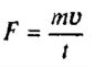 F = mv/t